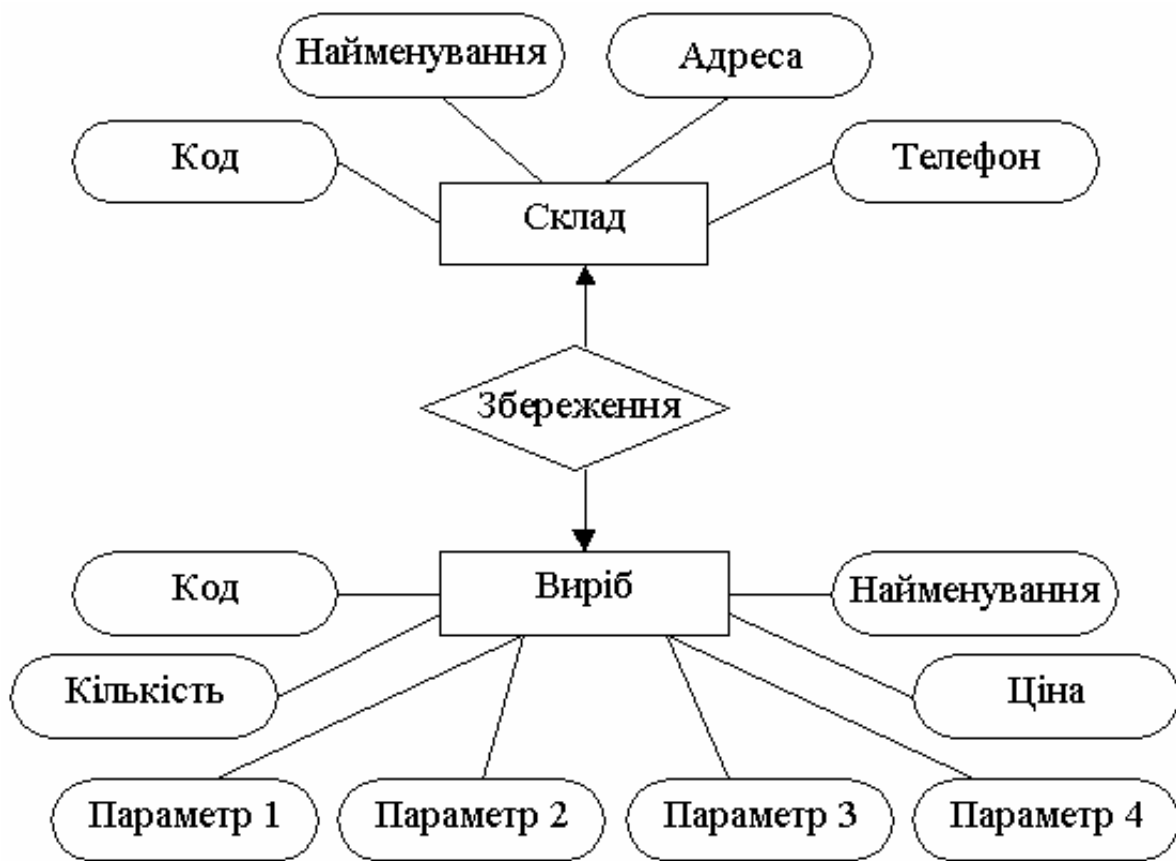 Найменування
Адреса
Код
Телефон
Склад
Збереження
Код
Виріб
Найменування
Кількість
Ціна
Параметр 1
Параметр 2
Параметр 3
Параметр 4